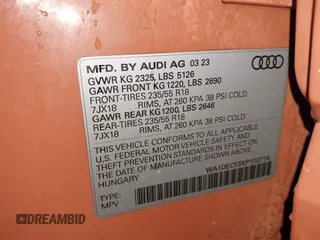 MFD. BY AUDI AG 03 23
GVWR KG 2325, LBS 5126
GAWR FRONT KG 1220, LBS 2690
FRONT-TIRES 235/55 R18
7JX18 RIMS, AT 260 KPA 38 PSI COLD
GAWR REAR KG 1200, LBS 2646
REAR-TIRES 235/55 R18
7JX18 RIMS, AT 260 KPA 38 PSI COLD
THIS VEHICLE CONFORMS TO ALL APPLICABLE
U.S. FEDERAL MOTOR VEHICLE SAFETY, BUMPER AND
THEFT PREVENTION STANDARDS IN EFFECT ON THE
DATE OF MANUFACTURE SHOWN ABOVE.
HUNGARY
TYPE:
MPV
DREAMBID